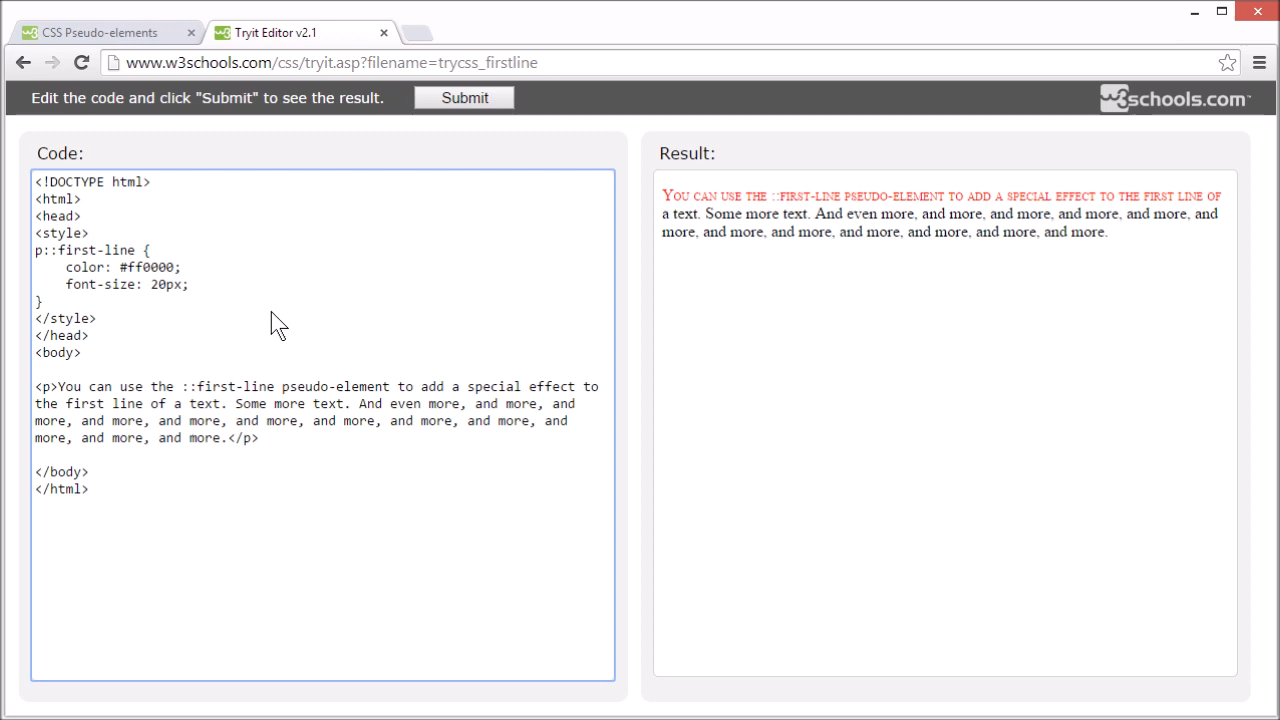 CSS Pseudo-elements
Tryit Editor v2.1
www.w3schools.com/css/tryit.asp?filename=trycss_firstline
Edit the code and click "Submit" to see the result.
Submit
w3schools.com™
Code:
<!DOCTYPE html>
<html>
<head>
<style>
p::first-line {
    color: #ff0000;
    font-size: 20px;
}
</style>
</head>
<body>
<p>You can use the ::first-line pseudo-element to add a special effect to
the first line of a text. Some more text. And even more, and more, and
more, and more, and more, and more, and more, and more, and more, and
more, and more, and more.</p>
</body>
</html>
Result:
You can use the ::first-line pseudo-element to add a special effect to the first line of
a text. Some more text. And even more, and more, and more, and more, and more, and
more, and more, and more, and more, and more, and more, and more.